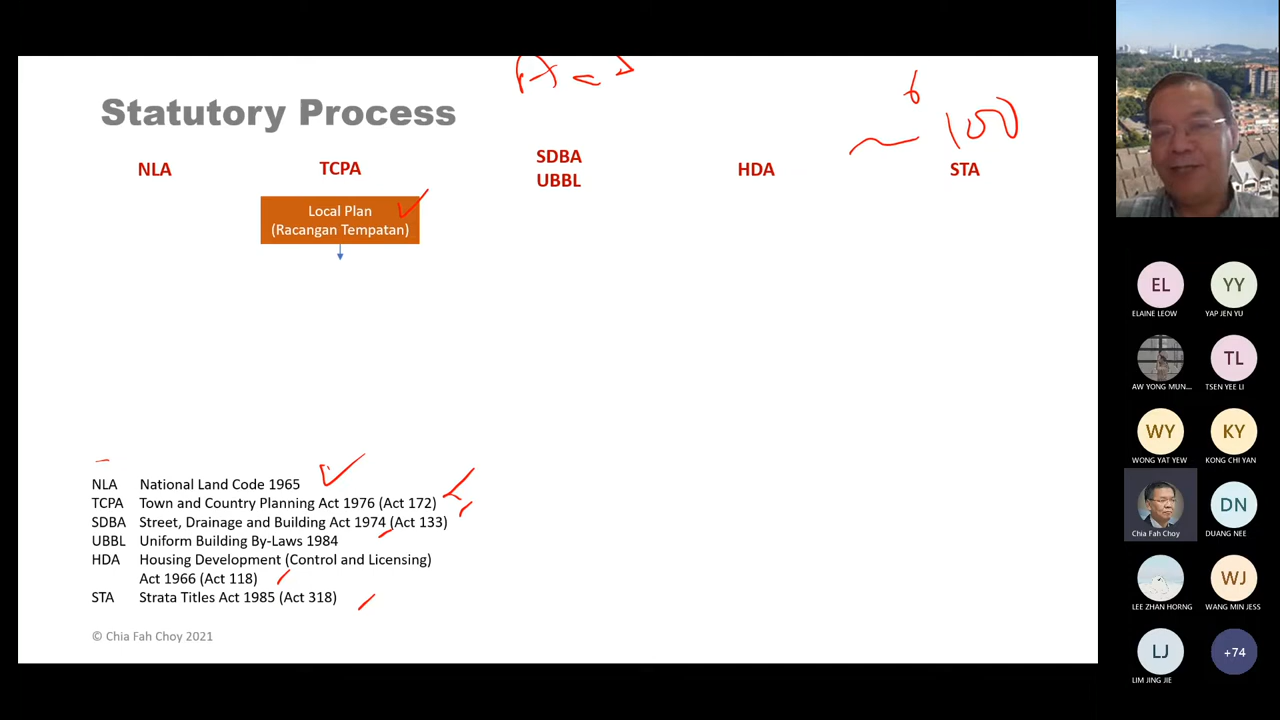 Statutory Process
6
100
NLA
TCPA
SDBA
UBBL
HDA
STA
Local Plan
(Racangan Tempatan)
NLA National Land Code 1965
TCPA Town and Country Planning Act 1976 (Act 172)
SDBA Street, Drainage and Building Act 1974 (Act 133)
UBBL Uniform Building By-Laws 1984
HDA Housing Development (Control and Licensing)
Act 1966 (Act 118)
STA Strata Titles Act 1985 (Act 318)
© Chia Fah Choy 2021
EL
ELAINE LEOW
YY
YAP JEN YU
AW YONG MUN...
TL
TSEN YEE LI
WY
WONG YAT YEW
KY
KONG CHI YAN
Chia Fah Choy
DN
DUANG NEE
LEE ZHAN HORNG
WJ
WANG MIN JESS
LJ
LIM JING JIE
+74